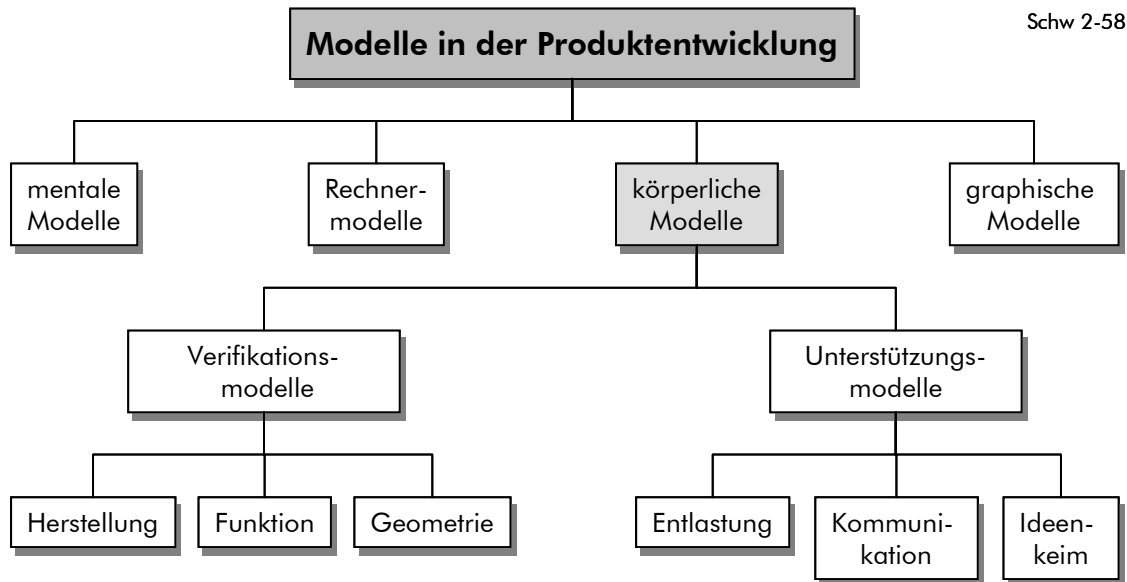 Schw 2-58
Modelle in der Produktentwicklung
mentale
Modelle
Rechner-
modelle
körperliche
Modelle
graphische
Modelle
Verifikations-
modelle
Unterstützungs-
modelle
Herstellung
Funktion
Geometrie
Entlastung
Kommuni-
kation
Ideen-
keim